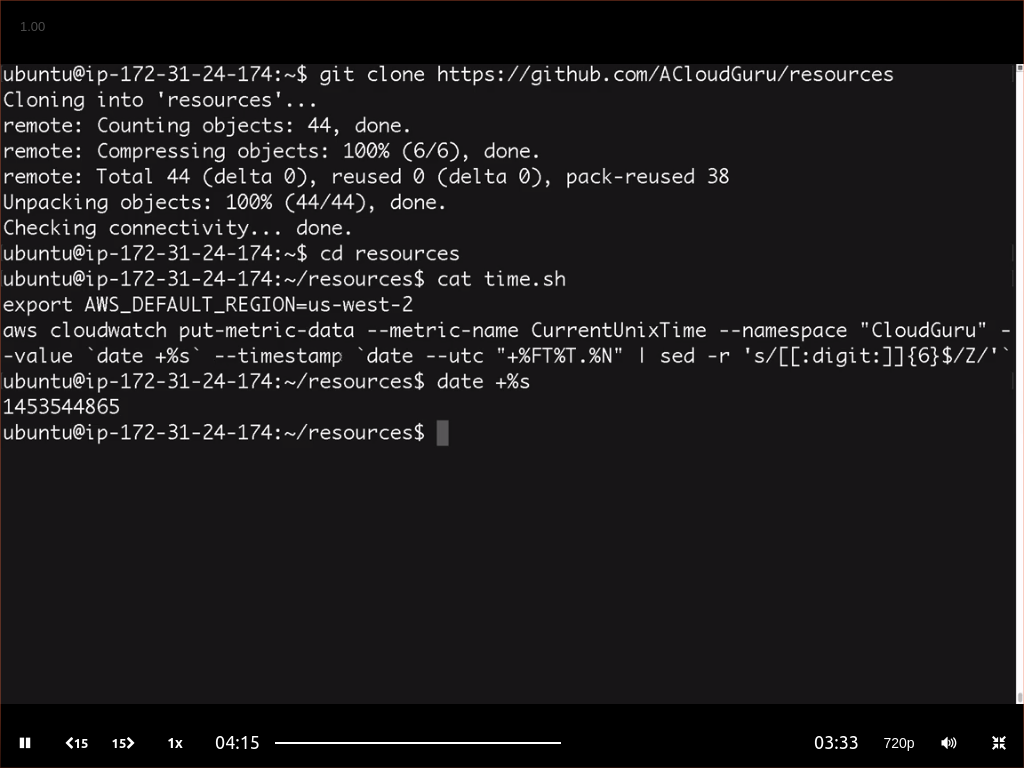 1.00
ubuntu@ip-172-31-24-174:~$ git clone https://github.com/ACloudGuru/resources
Cloning into 'resources'...
remote: Counting objects: 44, done.
remote: Compressing objects: 100% (6/6), done.
remote: Total 44 (delta 0), reused 0 (delta 0), pack-reused 38
Unpacking objects: 100% (44/44), done.
Checking connectivity... done.
ubuntu@ip-172-31-24-174:~$ cd resources
ubuntu@ip-172-31-24-174:~/resources$ cat time.sh
export AWS_DEFAULT_REGION=us-west-2
aws cloudwatch put-metric-data --metric-name CurrentUnixTime --namespace "CloudGuru" -
-value `date +%s` --timestamp `date --utc "+%FT%T.%N" | sed -r 's/[[:digit:]]{6}$/Z/'`
ubuntu@ip-172-31-24-174:~/resources$ date +%s
1453544865
ubuntu@ip-172-31-24-174:~/resources$
15 15 1x 04:15 03:33 720p